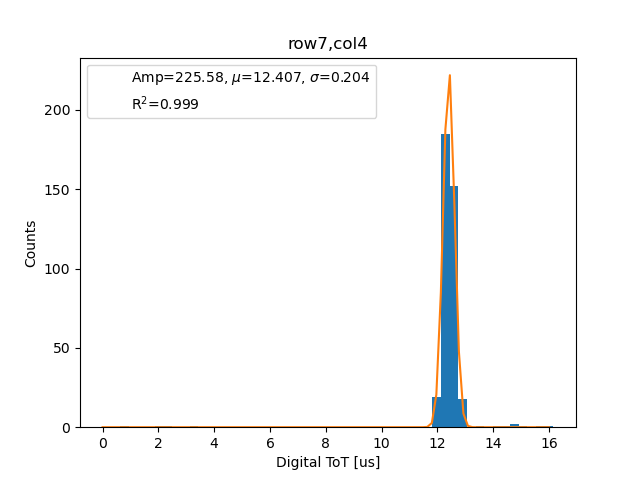 row7,col4
Amp=225.58, μ=12.407, σ=0.204
R²=0.999
Counts
200
150
100
50
0
0 2 4 6 8 10 12 14 16
Digital ToT [us]